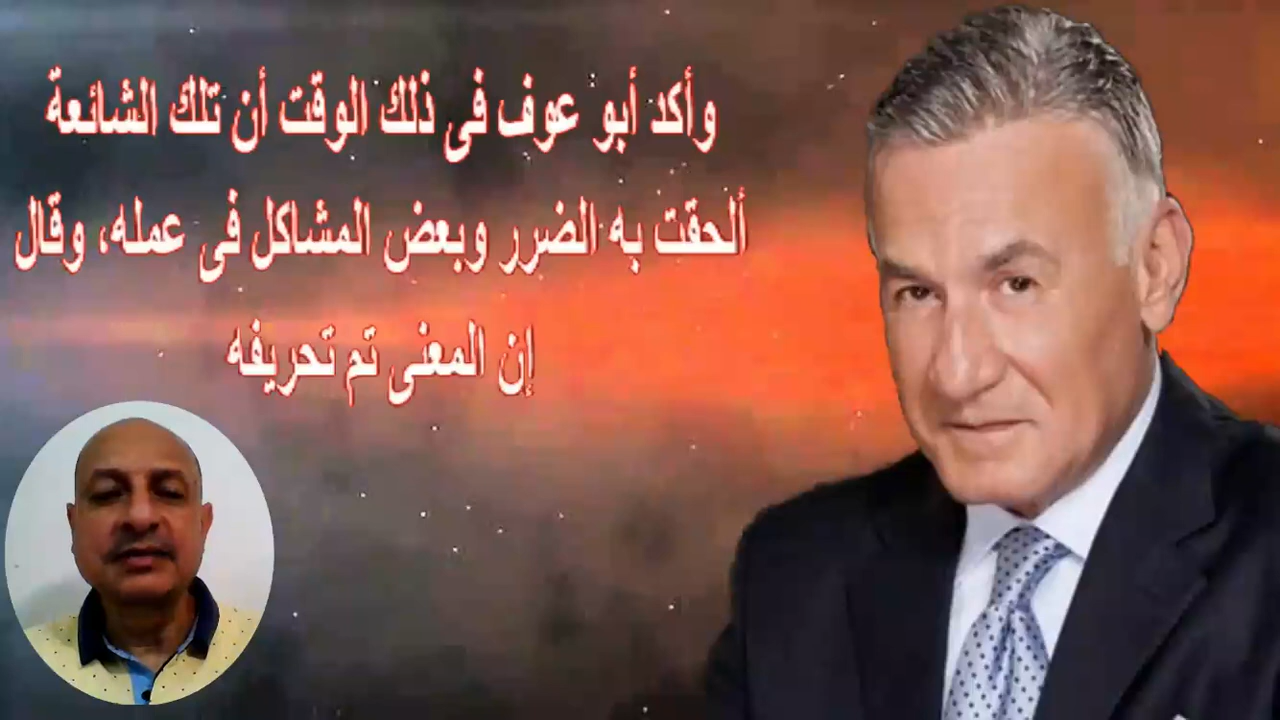 وأكد أبو عوف فى ذلك الوقت أن تلك الشائعة
ألحقت به الضرر وبعض المشاكل فى عمله، وقال
إن المعنى تم تحريفه